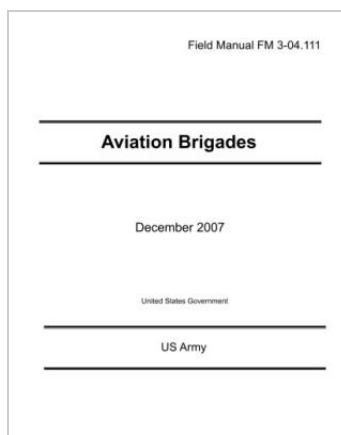 Field Manual FM 3-04.111
Aviation Brigades
December 2007
United States Government
US Army